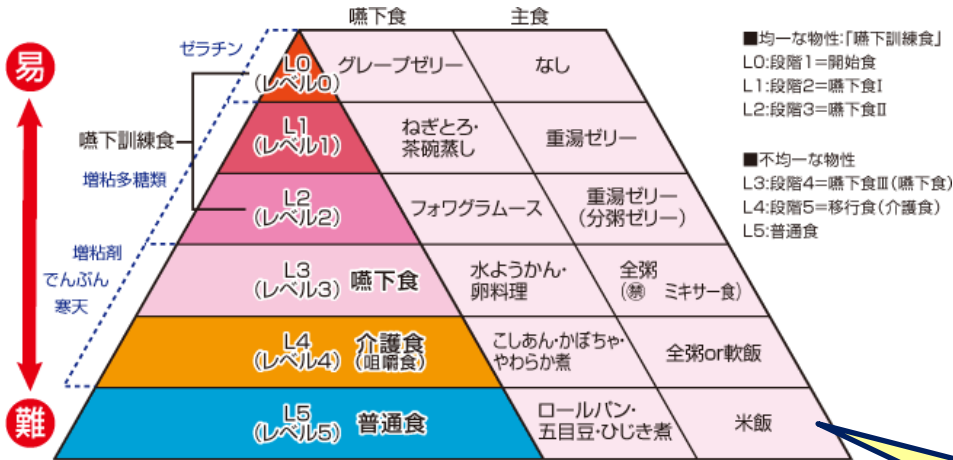 嚥下食 主食
易
ゼラチン
嚥下訓練食
増粘多糖類
増粘剤
でんぷん
寒天
難
L0
(レベル0)
グレープゼリー
なし
L1
(レベル1)
ねぎとろ・
茶碗蒸し
重湯ゼリー
L2
(レベル2)
フォワグラムース
重湯ゼリー
(分粥ゼリー)
L3
(レベル3)
嚥下食
水ようかん・
卵料理
全粥
(㊙ ミキサー食)
L4
(レベル4)
介護食
(咀嚼食)
こしあん・かぼちゃ・
やわらか煮
全粥or軟飯
L5
(レベル5)
普通食
ロールパン・
五目豆・ひじき煮
米飯
■均一な物性:「嚥下訓練食」
L0:段階1=開始食
L1:段階2=嚥下食Ⅰ
L2:段階3=嚥下食Ⅱ
■不均一な物性
L3:段階4=嚥下食Ⅲ(嚥下食)
L4:段階5=移行食(介護食)
L5:普通食